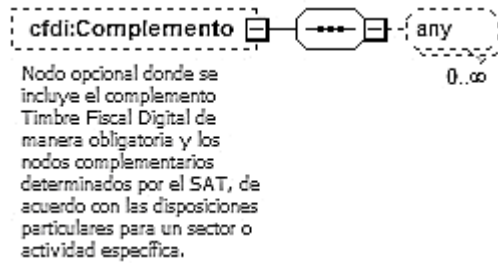 cfdi:Complemento
any
0..∞
Nodo opcional donde se
incluye el complemento
Timbre Fiscal Digital de
manera obligatoria y los
nodos complementarios
determinados por el SAT, de
acuerdo con las disposiciones
particulares para un sector o
actividad específica.